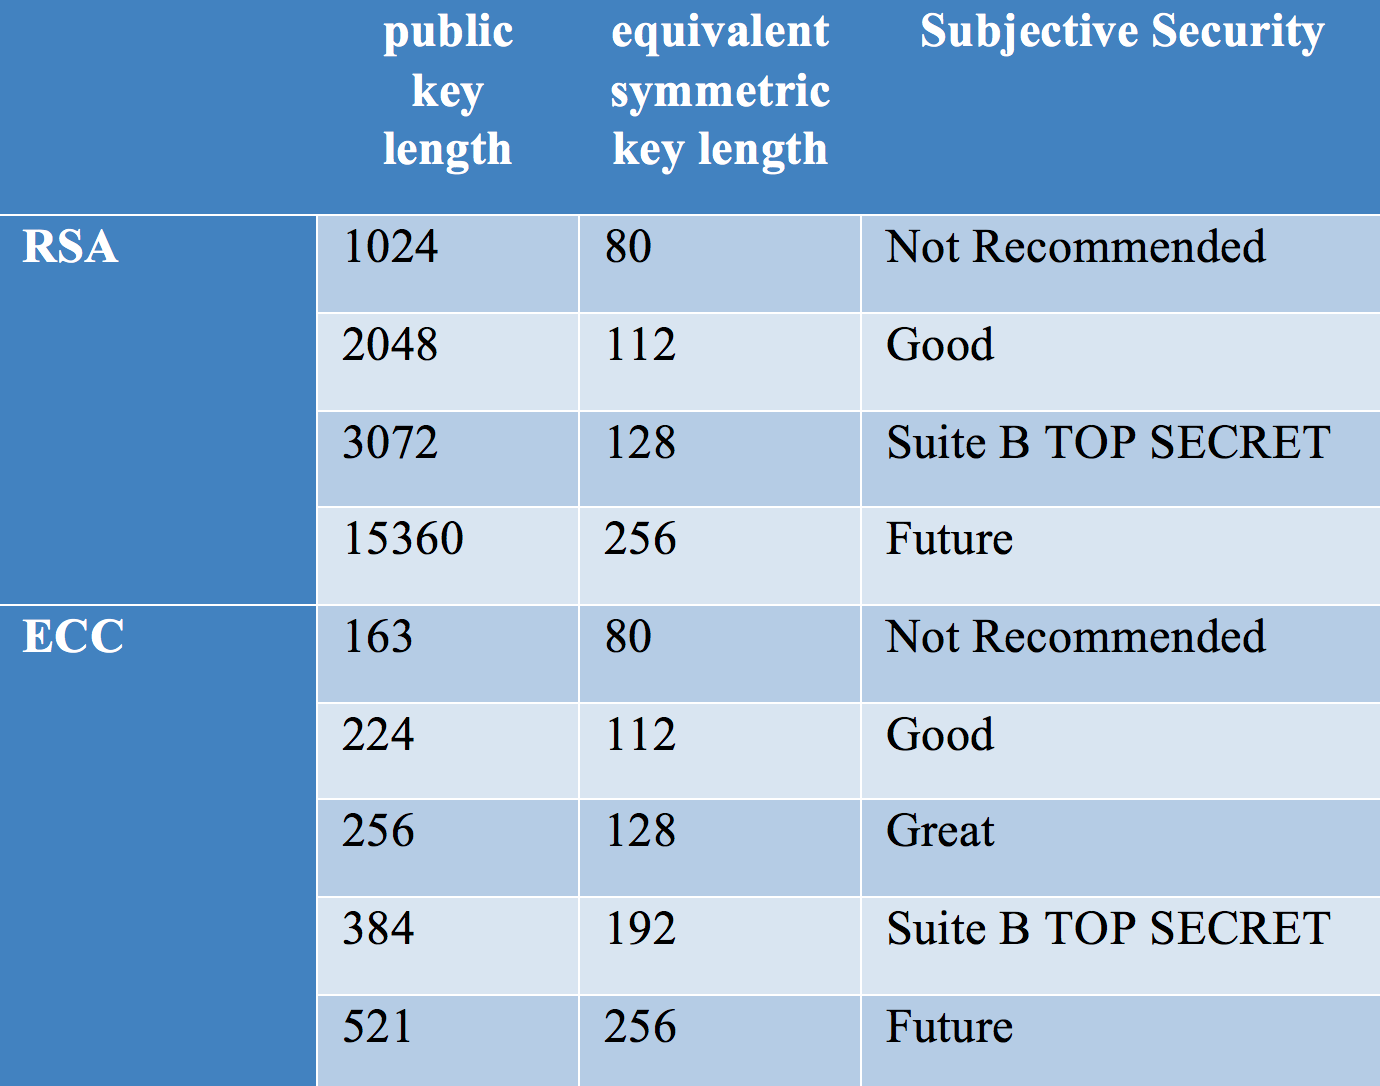 public key length equivalent symmetric key length Subjective Security
RSA 1024 80 Not Recommended
2048 112 Good
3072 128 Suite B TOP SECRET
15360 256 Future
ECC 163 80 Not Recommended
224 112 Good
256 128 Great
384 192 Suite B TOP SECRET
521 256 Future